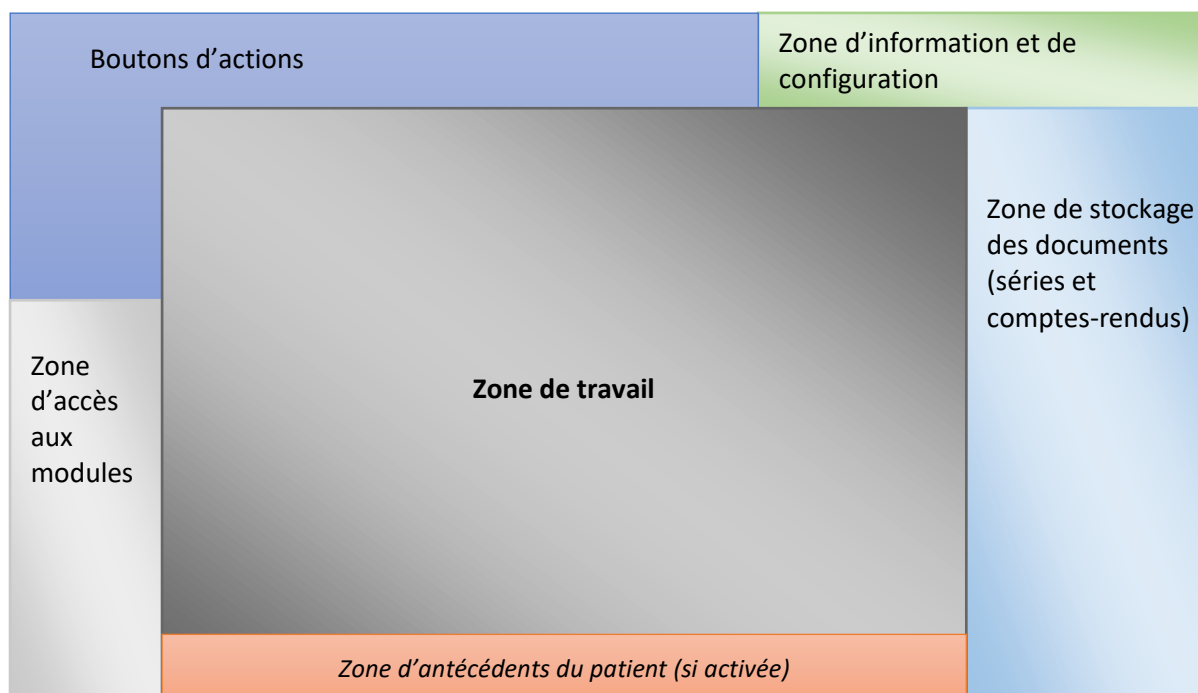 Boutons d’actions
Zone d’information et de
configuration
Zone de stockage
des documents
(séries et
comptes-rendus)
Zone
d’accès
aux
modules
Zone de travail
Zone d’antécédents du patient (si activée)